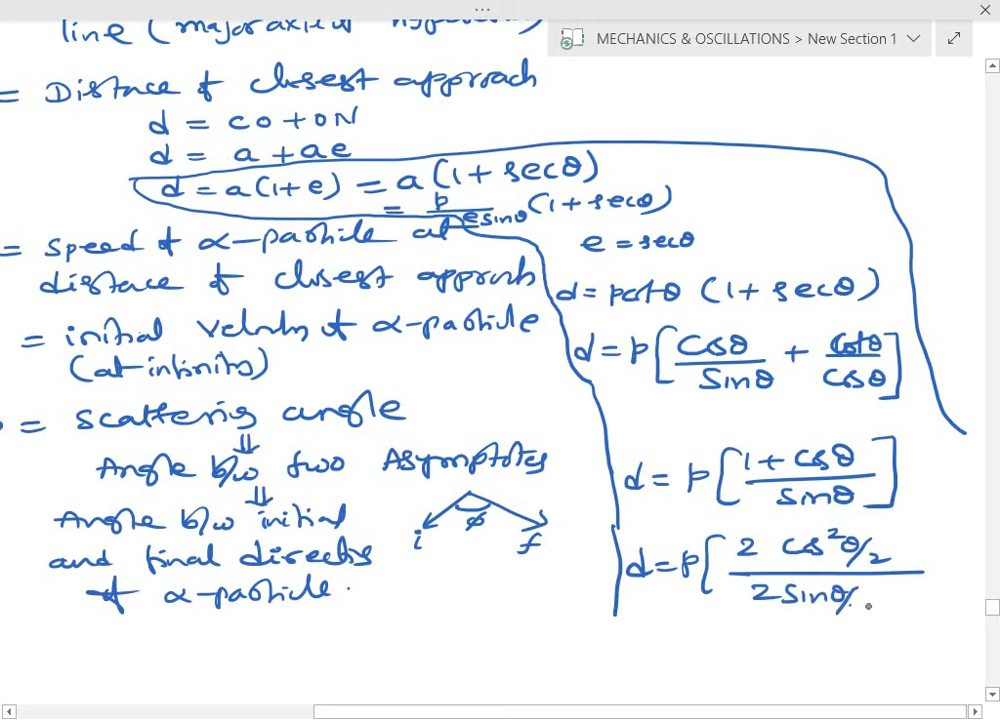 MECHANICS & OSCILLATIONS > New Section 1
line (major axis of hyperbola)
= Distance of closest approach
d = CO + ON
d = a + ae
d = a(1 + e) = a(1 + secθ)
= p/(e sinθ) (1 + secθ)
e = secθ
= Speed of α-particle at
distance of closest approach
= initial velocity of α-particle
(at infinity)
= Scattering angle
⇓
Angle b/w two Asymptotes
⇓
Angle b/w initial
and final directions
of α-particle.
i φ f
d = p cotθ (1 + secθ)
d = p[cosθ/sinθ + cotθ/cosθ]
d = p[(1 + cosθ)/sinθ]
d = p[2 cos²θ/2 / 2 sinθ/